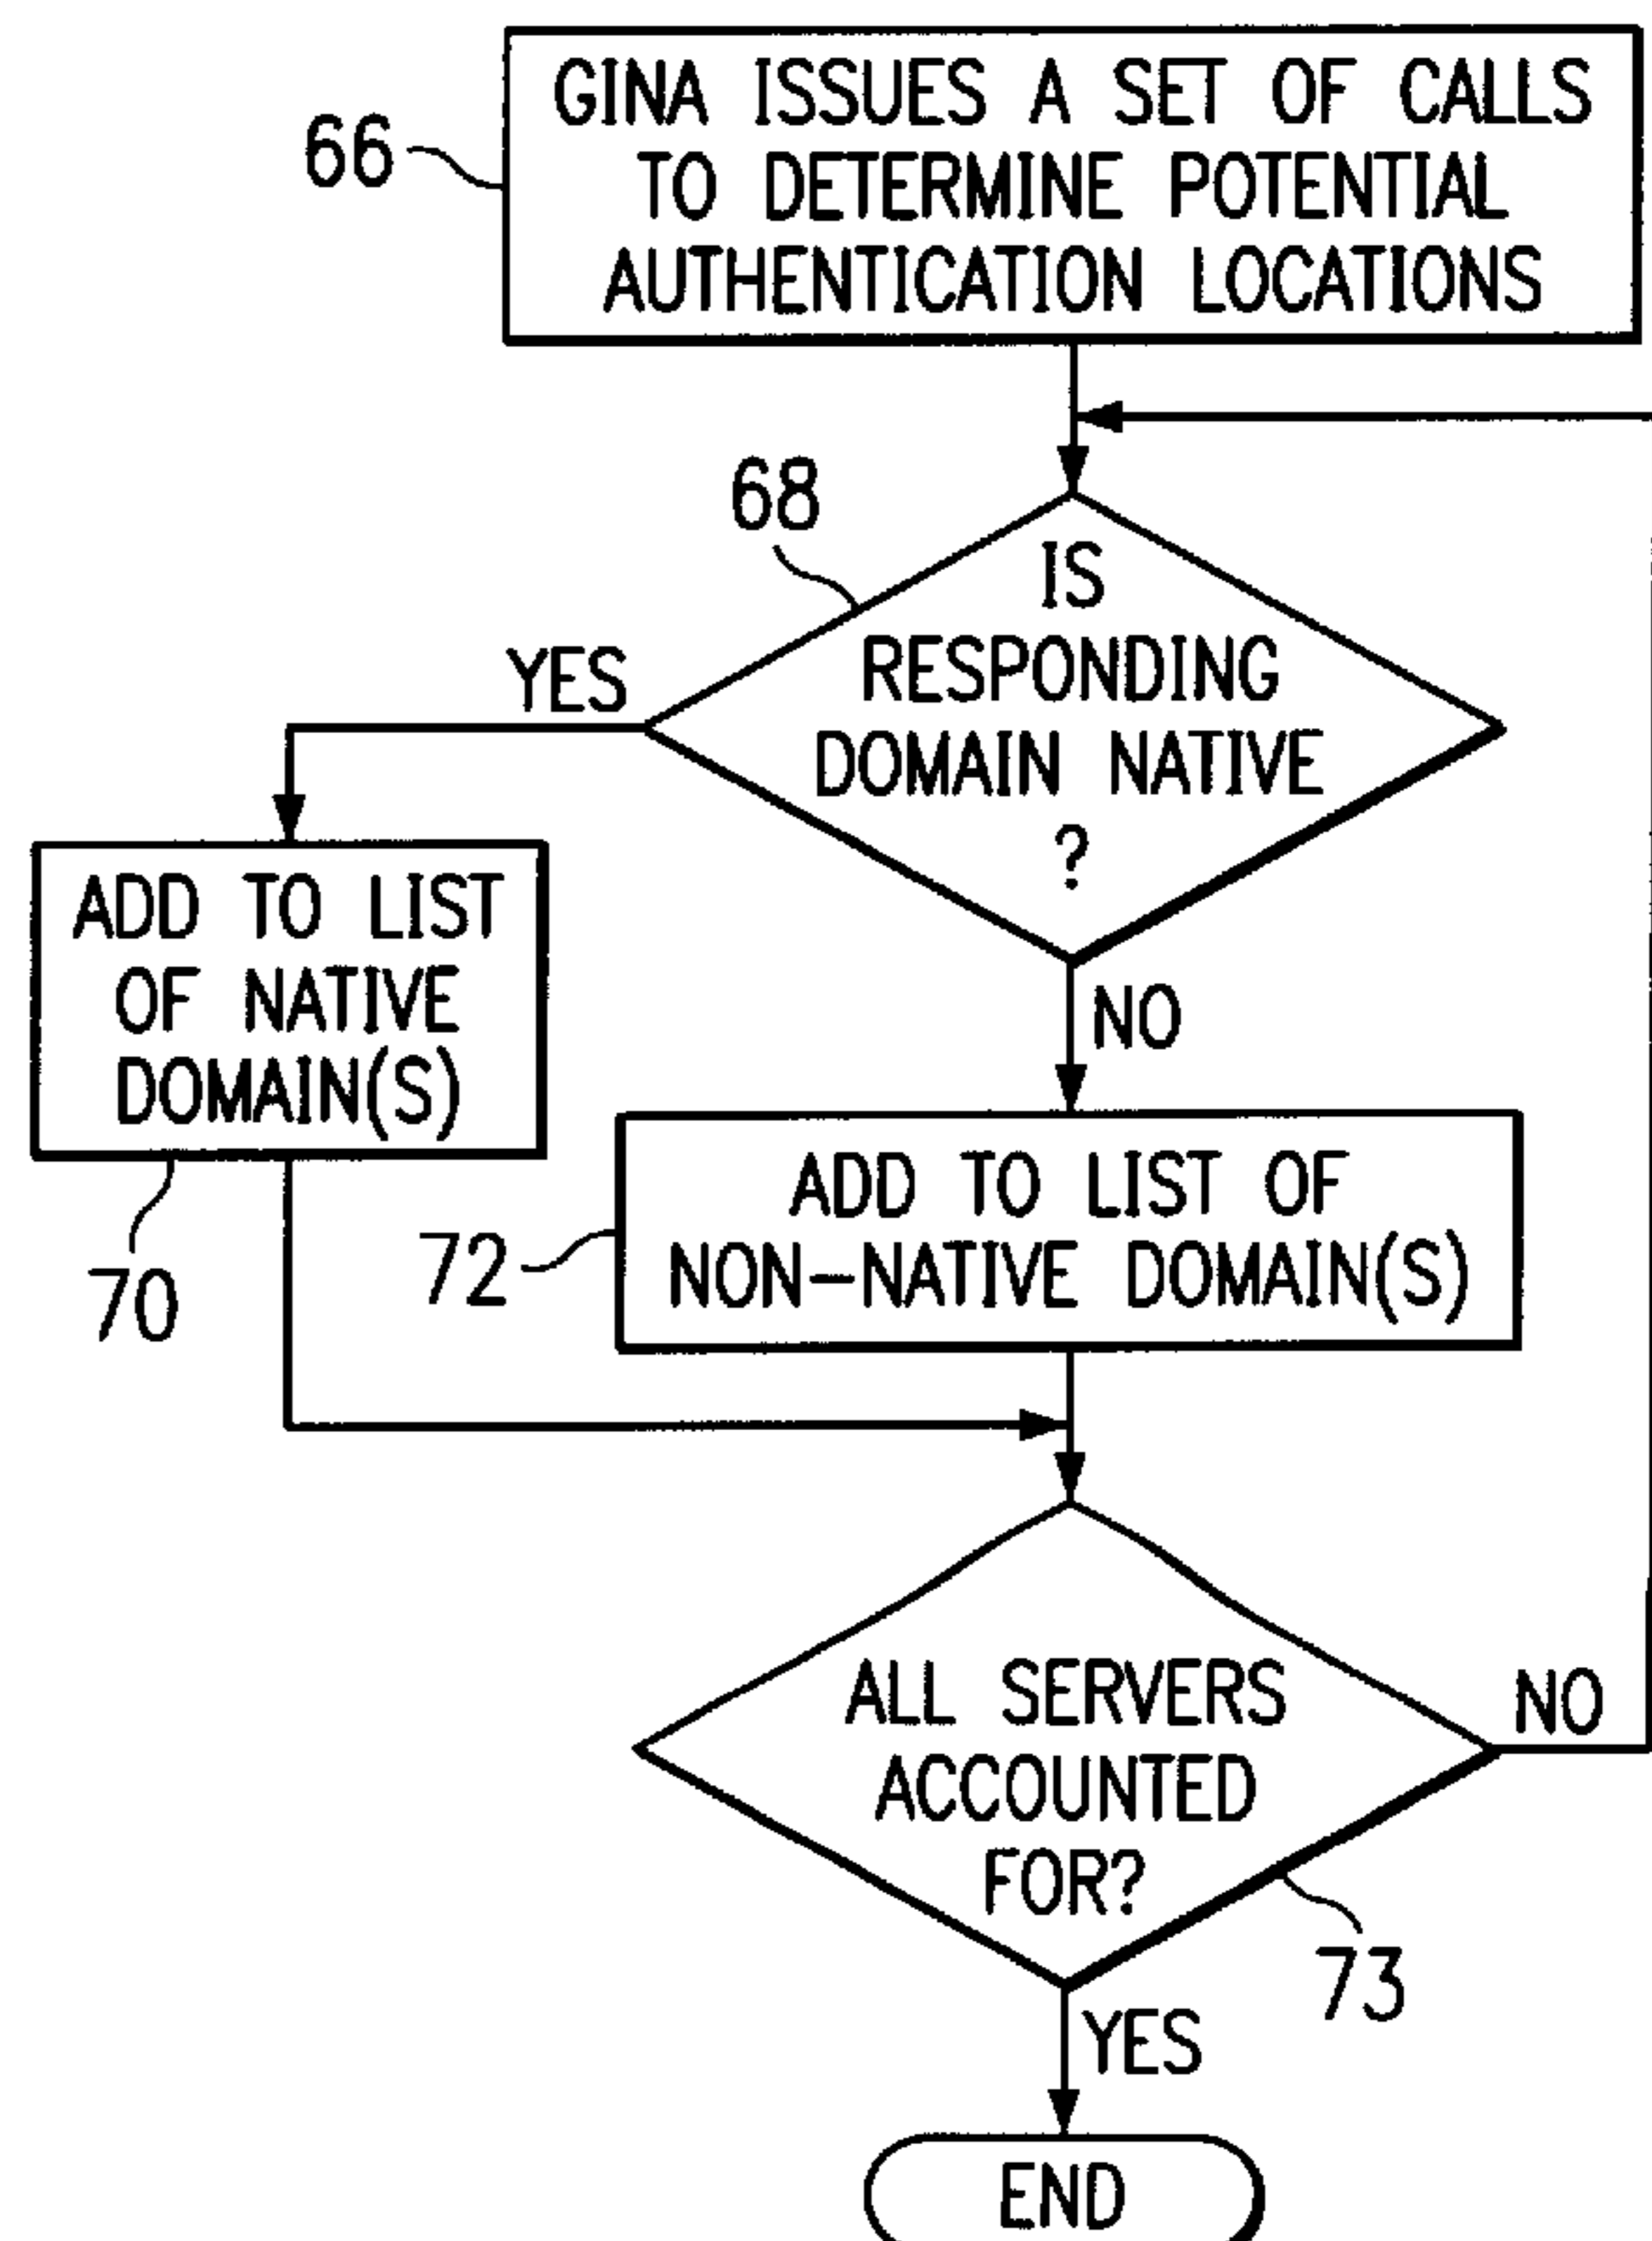 GINA ISSUES A SET OF CALLS
TO DETERMINE POTENTIAL
AUTHENTICATION LOCATIONS
66
68
IS
RESPONDING
DOMAIN NATIVE
?
YES
ADD TO LIST
OF NATIVE
DOMAIN(S)
70
NO
ADD TO LIST OF
NON-NATIVE DOMAIN(S)
72
ALL SERVERS
ACCOUNTED
FOR?
NO
73
YES
END